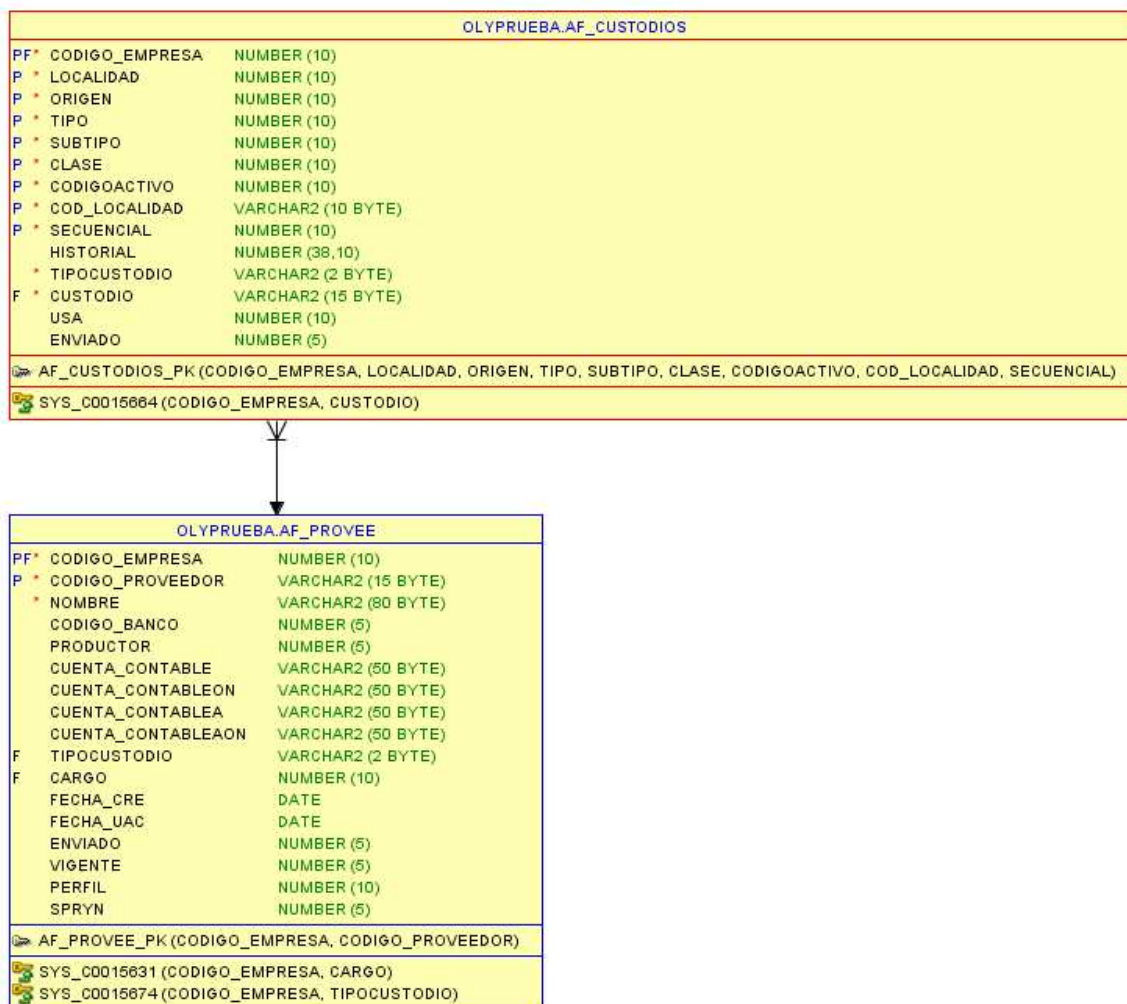 OLYPRUEBA.AF_CUSTODIOS
PF* CODIGO_EMPRESA NUMBER (10)
P * LOCALIDAD NUMBER (10)
P * ORIGEN NUMBER (10)
P * TIPO NUMBER (10)
P * SUBTIPO NUMBER (10)
P * CLASE NUMBER (10)
P * CODIGOACTIVO NUMBER (10)
P * COD_LOCALIDAD VARCHAR2 (10 BYTE)
P * SECUENCIAL NUMBER (10)
HISTORIAL NUMBER (38,10)
* TIPOCUSTODIO VARCHAR2 (2 BYTE)
F * CUSTODIO VARCHAR2 (15 BYTE)
USA NUMBER (10)
ENVIADO NUMBER (5)
AF_CUSTODIOS_PK (CODIGO_EMPRESA, LOCALIDAD, ORIGEN, TIPO, SUBTIPO, CLASE, CODIGOACTIVO, COD_LOCALIDAD, SECUENCIAL)
SYS_C0015664 (CODIGO_EMPRESA, CUSTODIO)
OLYPRUEBA.AF_PROVEE
PF* CODIGO_EMPRESA NUMBER (10)
P * CODIGO_PROVEEDOR VARCHAR2 (15 BYTE)
* NOMBRE VARCHAR2 (80 BYTE)
CODIGO_BANCO NUMBER (5)
PRODUCTOR NUMBER (5)
CUENTA_CONTABLE VARCHAR2 (50 BYTE)
CUENTA_CONTABLEON VARCHAR2 (50 BYTE)
CUENTA_CONTABLEA VARCHAR2 (50 BYTE)
CUENTA_CONTABLEAON VARCHAR2 (50 BYTE)
F TIPOCUSTODIO VARCHAR2 (2 BYTE)
F CARGO NUMBER (10)
FECHA_CRE DATE
FECHA_UAC DATE
ENVIADO NUMBER (5)
VIGENTE NUMBER (5)
PERFIL NUMBER (10)
SPRYN NUMBER (5)
AF_PROVEE_PK (CODIGO_EMPRESA, CODIGO_PROVEEDOR)
SYS_C0015631 (CODIGO_EMPRESA, CARGO)
SYS_C0015674 (CODIGO_EMPRESA, TIPOCUSTODIO)